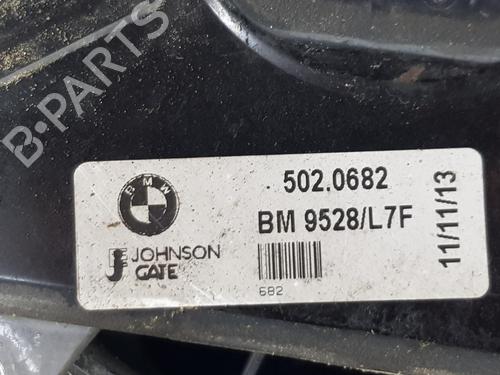 B-PARTS
BMW
502.0682
BM 9528/L7F
11/11/13
JOHNSON
GATE
682